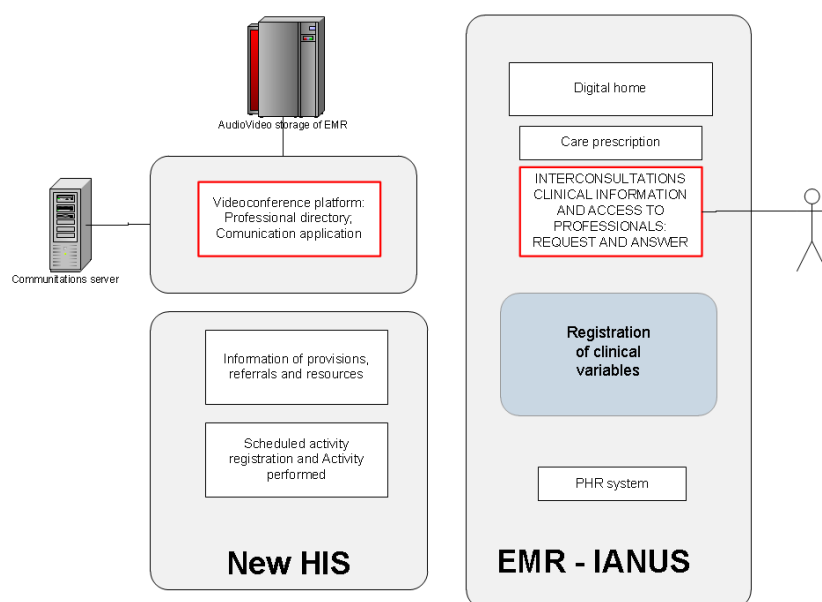 AudioVideo storage of EMR
Videoconference platform:
Professional directory;
Comunication application
Communitations server
Information of provisions,
referrals and resources
Scheduled activity
registration and Activity
performed
New HIS
Digital home
Care prescription
INTERCONSULTATIONS
CLINICAL INFORMATION
AND ACCESS TO
PROFESSIONALS:
REQUEST AND ANSWER
Registration
of clinical
variables
PHR system
EMR - IANUS